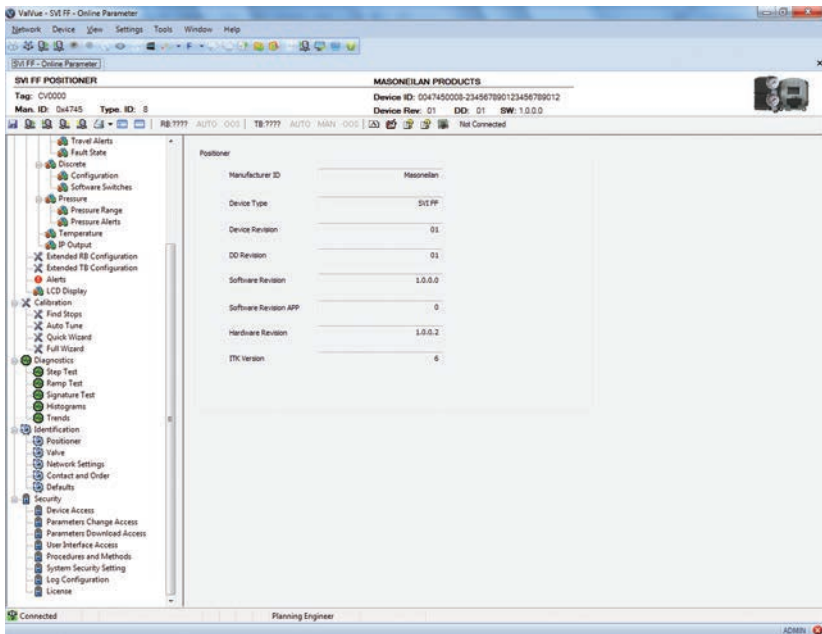 ValVue - SVI FF - Online Parameter
Network Device View Settings Tools Window Help
SVI FF - Online Parameter
SVI FF POSITIONER
MASONEILAN PRODUCTS
Tag: CV0000
Device ID: 0047450008-234567890123456789012
Man. ID: 0x4745 Type. ID: 8
Device Rev: 01 DD: 01 SW: 1.0.0.0
RB:???? AUTO OOS TB:???? AUTO MAN OOS Not Connected
Travel Alerts
Fault State
Discrete
Configuration
Software Switches
Pressure
Pressure Range
Pressure Alerts
Temperature
IP Output
Extended RB Configuration
Extended TB Configuration
Alerts
LCD Display
Calibration
Find Stops
Auto Tune
Quick Wizard
Full Wizard
Diagnostics
Step Test
Ramp Test
Signature Test
Histograms
Trends
Identification
Positioner
Valve
Network Settings
Contact and Order
Defaults
Security
Device Access
Parameters Change Access
Parameters Download Access
User Interface Access
Procedures and Methods
System Security Setting
Log Configuration
License
Positioner
Manufacturer ID Masoneilan
Device Type SVI FF
Device Revision 01
DD Revision 01
Software Revision 1.0.0.0
Software Revision APP 0
Hardware Revision 1.0.0.2
ITK Version 6
Connected Planning Engineer
ADMIN